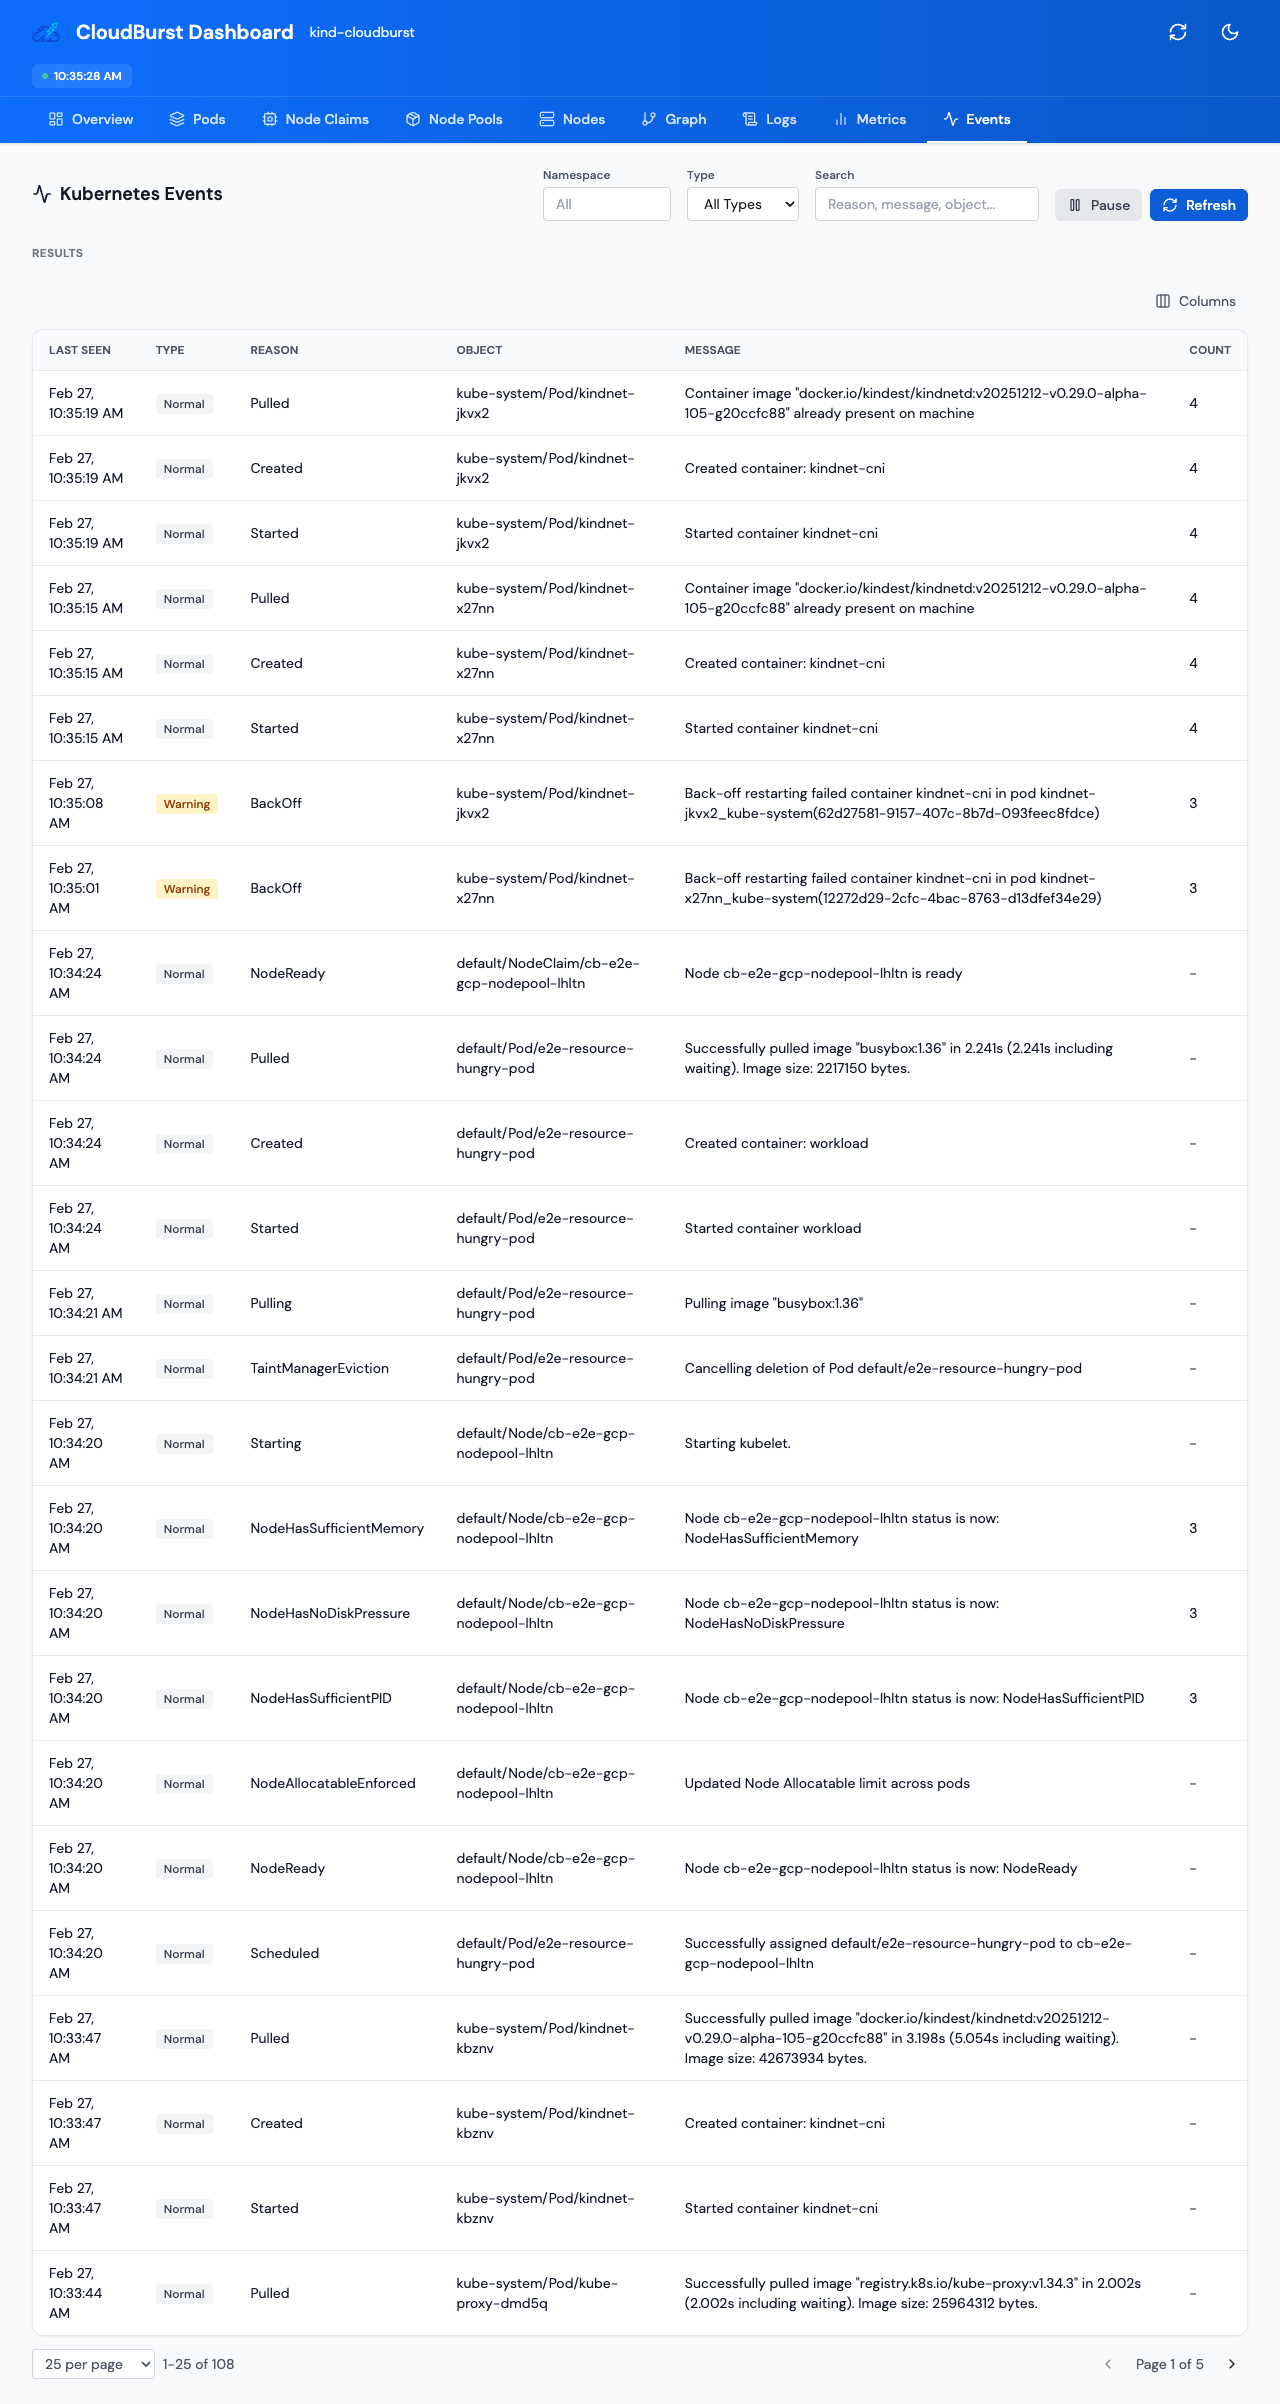 CloudBurst Dashboard kind-cloudburst
10:35:28 AM
Overview Pods Node Claims Node Pools Nodes Graph Logs Metrics Events
Kubernetes Events
Namespace Type Search
All All Types Reason, message, object... Pause Refresh
RESULTS
Columns
LAST SEEN TYPE REASON OBJECT MESSAGE COUNT
Feb 27,
10:35:19 AM
Normal
Pulled
kube-system/Pod/kindnet-
jkvx2
Container image "docker.io/kindest/kindnetd:v20251212-v0.29.0-alpha-
105-g20ccfc88" already present on machine
4
Feb 27,
10:35:19 AM
Normal
Created
kube-system/Pod/kindnet-
jkvx2
Created container: kindnet-cni
4
Feb 27,
10:35:19 AM
Normal
Started
kube-system/Pod/kindnet-
jkvx2
Started container kindnet-cni
4
Feb 27,
10:35:15 AM
Normal
Pulled
kube-system/Pod/kindnet-
x27nn
Container image "docker.io/kindest/kindnetd:v20251212-v0.29.0-alpha-
105-g20ccfc88" already present on machine
4
Feb 27,
10:35:15 AM
Normal
Created
kube-system/Pod/kindnet-
x27nn
Created container: kindnet-cni
4
Feb 27,
10:35:15 AM
Normal
Started
kube-system/Pod/kindnet-
x27nn
Started container kindnet-cni
4
Feb 27,
10:35:08
AM
Warning
BackOff
kube-system/Pod/kindnet-
jkvx2
Back-off restarting failed container kindnet-cni in pod kindnet-
jkvx2_kube-system(62d27581-9157-407c-8b7d-093feec8fdce)
3
Feb 27,
10:35:01
AM
Warning
BackOff
kube-system/Pod/kindnet-
x27nn
Back-off restarting failed container kindnet-cni in pod kindnet-
x27nn_kube-system(12272d29-2cfc-4bac-8763-d13dfef34e29)
3
Feb 27,
10:34:24
AM
Normal
NodeReady
default/NodeClaim/cb-e2e-
gcp-nodepool-lhltn
Node cb-e2e-gcp-nodepool-lhltn is ready
-
Feb 27,
10:34:24
AM
Normal
Pulled
default/Pod/e2e-resource-
hungry-pod
Successfully pulled image "busybox:1.36" in 2.241s (2.241s including
waiting). Image size: 2217150 bytes.
-
Feb 27,
10:34:24
AM
Normal
Created
default/Pod/e2e-resource-
hungry-pod
Created container: workload
-
Feb 27,
10:34:24
AM
Normal
Started
default/Pod/e2e-resource-
hungry-pod
Started container workload
-
Feb 27,
10:34:21 AM
Normal
Pulling
default/Pod/e2e-resource-
hungry-pod
Pulling image "busybox:1.36"
-
Feb 27,
10:34:21 AM
Normal
TaintManagerEviction
default/Pod/e2e-resource-
hungry-pod
Cancelling deletion of Pod default/e2e-resource-hungry-pod
-
Feb 27,
10:34:20
AM
Normal
Starting
default/Node/cb-e2e-gcp-
nodepool-lhltn
Starting kubelet.
-
Feb 27,
10:34:20
AM
Normal
NodeHasSufficientMemory
default/Node/cb-e2e-gcp-
nodepool-lhltn
Node cb-e2e-gcp-nodepool-lhltn status is now:
NodeHasSufficientMemory
3
Feb 27,
10:34:20
AM
Normal
NodeHasNoDiskPressure
default/Node/cb-e2e-gcp-
nodepool-lhltn
Node cb-e2e-gcp-nodepool-lhltn status is now:
NodeHasNoDiskPressure
3
Feb 27,
10:34:20
AM
Normal
NodeHasSufficientPID
default/Node/cb-e2e-gcp-
nodepool-lhltn
Node cb-e2e-gcp-nodepool-lhltn status is now: NodeHasSufficientPID
3
Feb 27,
10:34:20
AM
Normal
NodeAllocatableEnforced
default/Node/cb-e2e-gcp-
nodepool-lhltn
Updated Node Allocatable limit across pods
-
Feb 27,
10:34:20
AM
Normal
NodeReady
default/Node/cb-e2e-gcp-
nodepool-lhltn
Node cb-e2e-gcp-nodepool-lhltn status is now: NodeReady
-
Feb 27,
10:34:20
AM
Normal
Scheduled
default/Pod/e2e-resource-
hungry-pod
Successfully assigned default/e2e-resource-hungry-pod to cb-e2e-
gcp-nodepool-lhltn
-
Feb 27,
10:33:47
AM
Normal
Pulled
kube-system/Pod/kindnet-
kbznv
Successfully pulled image "docker.io/kindest/kindnetd:v20251212-
v0.29.0-alpha-105-g20ccfc88" in 3.198s (5.054s including waiting).
Image size: 42673934 bytes.
-
Feb 27,
10:33:47
AM
Normal
Created
kube-system/Pod/kindnet-
kbznv
Created container: kindnet-cni
-
Feb 27,
10:33:47
AM
Normal
Started
kube-system/Pod/kindnet-
kbznv
Started container kindnet-cni
-
Feb 27,
10:33:44
AM
Normal
Pulled
kube-system/Pod/kube-
proxy-dmd5q
Successfully pulled image "registry.k8s.io/kube-proxy:v1.34.3" in 2.002s
(2.002s including waiting). Image size: 25964312 bytes.
-
25 per page 1-25 of 108 Page 1 of 5